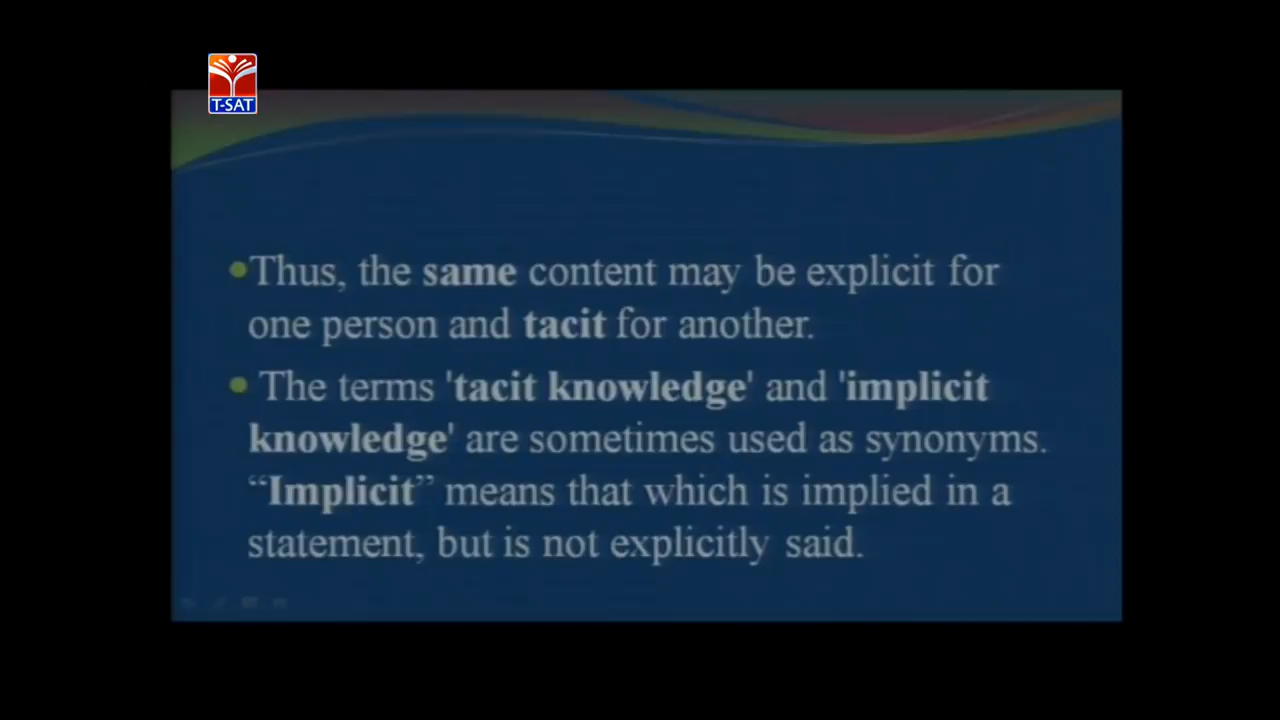 T-SAT
•Thus, the same content may be explicit for
one person and tacit for another.
• The terms 'tacit knowledge' and 'implicit
knowledge' are sometimes used as synonyms.
“Implicit” means that which is implied in a
statement, but is not explicitly said.